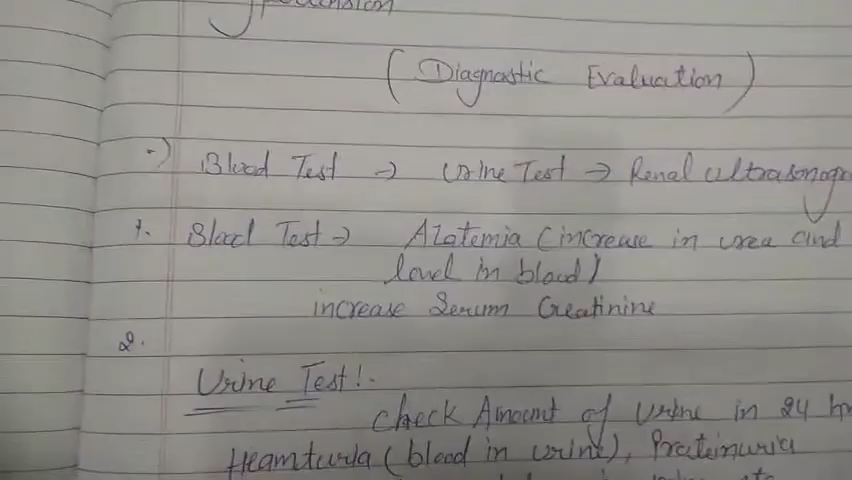 (Diagnostic Evaluation)
Blood Test → Urine Test → Renal ultrasonogr
1. Blood Test → Azotemia (increase in urea and
level in blood)
increase Serum Creatinine
2.
Urine Test:-
Check Amount of Urine in 24 hr
Heamturia (blood in urine), Proteinuria